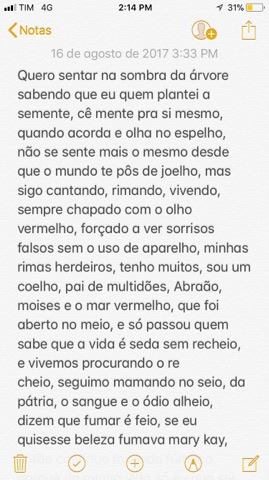 TIM 4G 2:14 PM 31%
Notas
16 de agosto de 2017 3:33 PM
Quero sentar na sombra da árvore
sabendo que eu quem plantei a
semente, cê mente pra si mesmo,
quando acorda e olha no espelho,
não se sente mais o mesmo desde
que o mundo te pôs de joelho, mas
sigo cantando, rimando, vivendo,
sempre chapado com o olho
vermelho, forçado a ver sorrisos
falsos sem o uso de aparelho, minhas
rimas herdeiros, tenho muitos, sou um
coelho, pai de multidões, Abraão,
moises e o mar vermelho, que foi
aberto no meio, e só passou quem
sabe que a vida é seda sem recheio,
e vivemos procurando o re
cheio, seguimo mamando no seio, da
pátria, o sangue e o ódio alheio,
dizem que fumar é feio, se eu
quisesse beleza fumava mary kay,